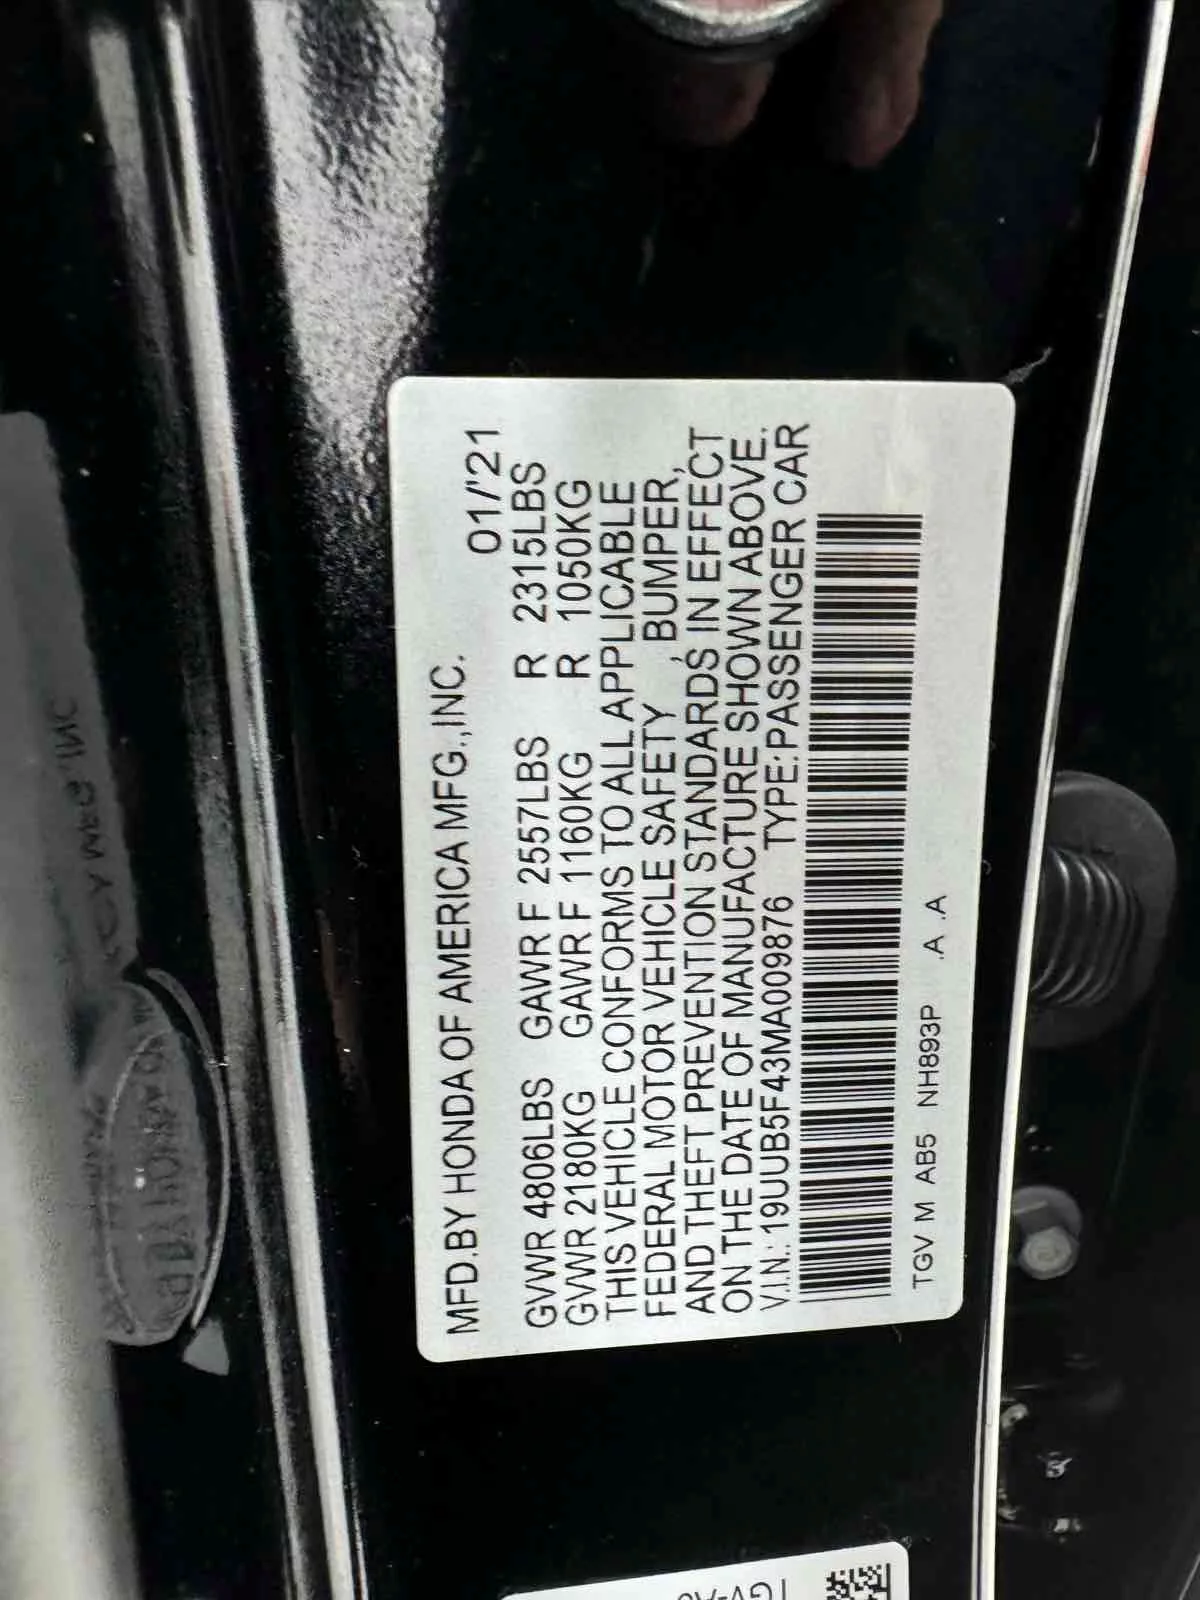 MFD.BY HONDA OF AMERICA MFG.,INC. 01/'21
GVWR 4806LBS GAWR F 2557LBS R 2315LBS
GVWR 2180KG GAWR F 1160KG R 1050KG
THIS VEHICLE CONFORMS TO ALL APPLICABLE
FEDERAL MOTOR VEHICLE SAFETY, BUMPER,
AND THEFT PREVENTION STANDARDS, IN EFFECT
ON THE DATE OF MANUFACTURE SHOWN ABOVE.
V.I.N.: 19UUB5F43MA009876 TYPE:PASSENGER CAR
TGV M AB5 NH893P .A .A